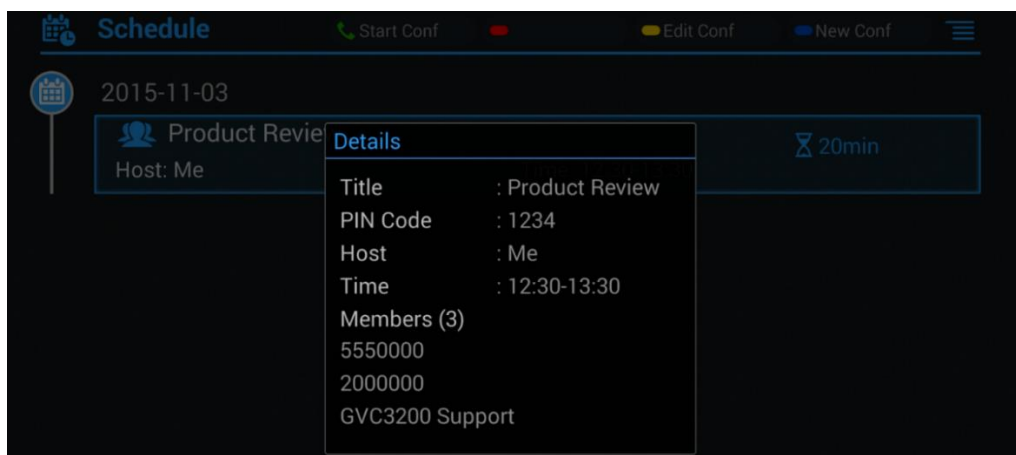 Schedule
Start Conf
Edit Conf
New Conf
2015-11-03
Product Revie
20min
Host: Me
Details
Title : Product Review
PIN Code : 1234
Host : Me
Time : 12:30-13:30
Members (3)
5550000
2000000
GVC3200 Support